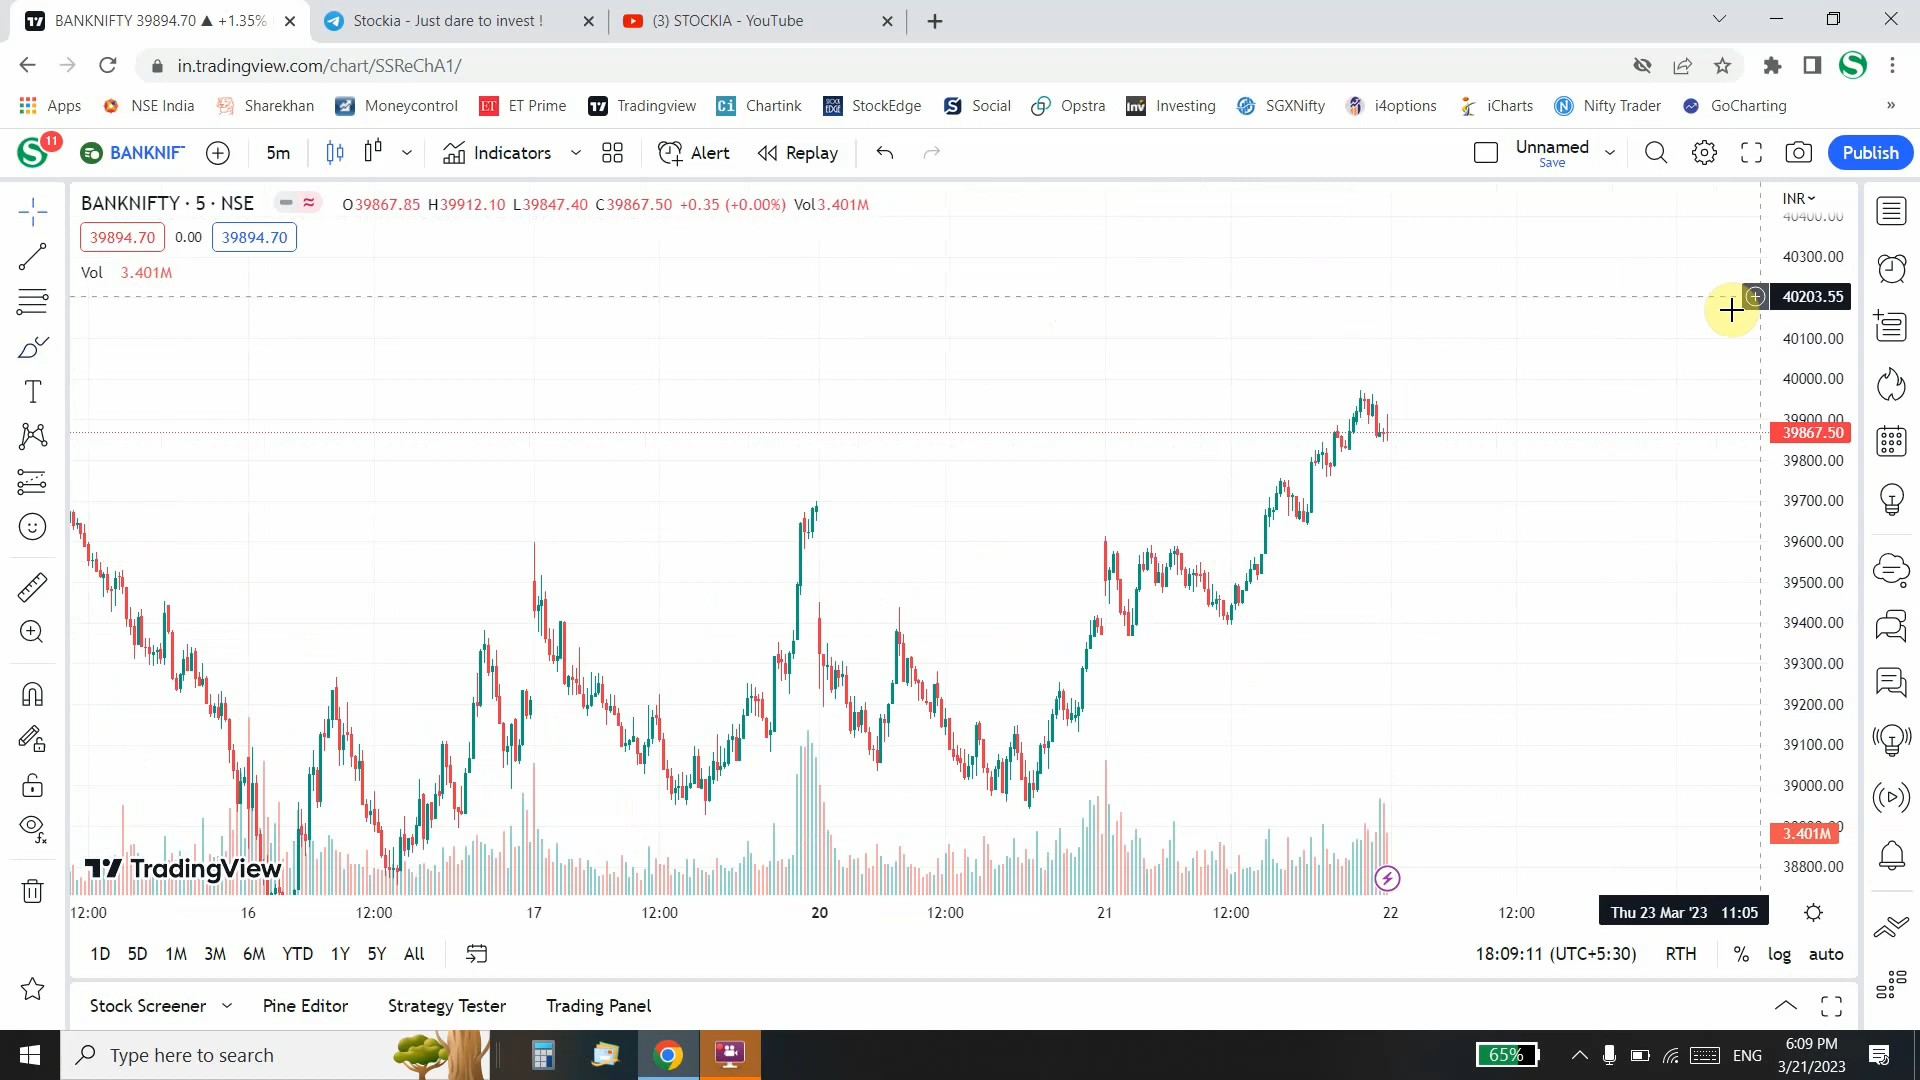 BANKNIFTY 39894.70 ▲ +1.35%
Stockia - Just dare to invest !
(3) STOCKIA - YouTube
in.tradingview.com/chart/SSReChA1/
Apps NSE India Sharekhan Moneycontrol ET Prime Tradingview Chartink StockEdge Social Opstra Investing SGXNifty i4options iCharts Nifty Trader GoCharting »
11 BANKNIF 5m Indicators Alert Replay Unnamed Publish
Save
BANKNIFTY · 5 · NSE O39867.85 H39912.10 L39847.40 C39867.50 +0.35 (+0.00%) Vol3.401M
INR
39894.70 0.00 39894.70
Vol 3.401M
40400.00
40300.00
40203.55
40100.00
40000.00
39900.00
39867.50
39800.00
39700.00
39600.00
39500.00
39400.00
39300.00
39200.00
39100.00
39000.00
3.401M
38800.00
TradingView
12:00 16 12:00 17 12:00 20 12:00 21 12:00 22 12:00 Thu 23 Mar '23 11:05
1D 5D 1M 3M 6M YTD 1Y 5Y All 18:09:11 (UTC+5:30) RTH % log auto
Stock Screener Pine Editor Strategy Tester Trading Panel
Type here to search 65% ENG 6:09 PM
3/21/2023